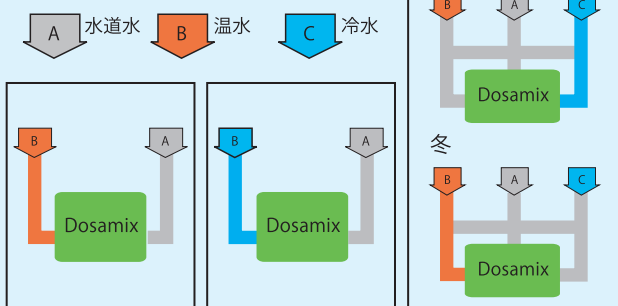 A 水道水 B 温水 C 冷水
B A
Dosamix
B A
Dosamix
B A C
Dosamix
冬
B A C
Dosamix